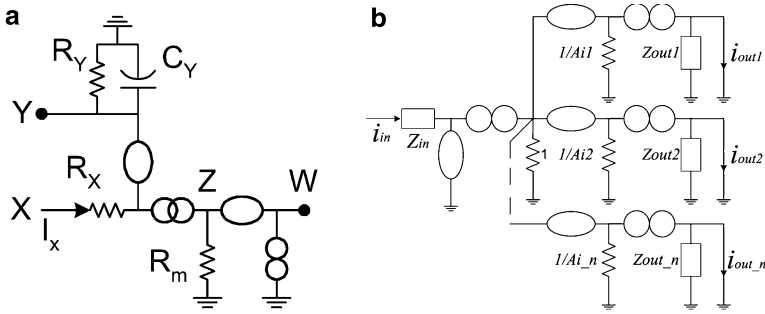 a
R_Y
C_Y
Y
R_X
X
I_x
Z
W
R_m
b
1/Ai1
Zout1
i_out1
i_in
Z_in
1
1/Ai2
Zout2
i_out2
1/Ai_n
Zout_n
i_out_n